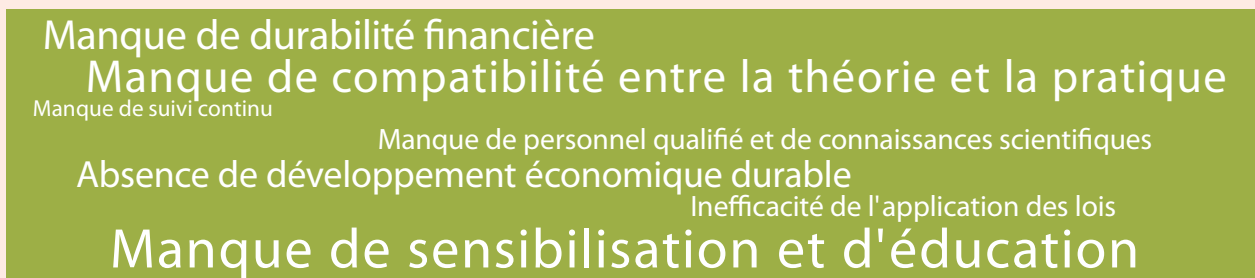 Manque de durabilité financière
Manque de compatibilité entre la théorie et la pratique
Manque de suivi continu
Manque de personnel qualifié et de connaissances scientifiques
Absence de développement économique durable
Inefficacité de l'application des lois
Manque de sensibilisation et d'éducation